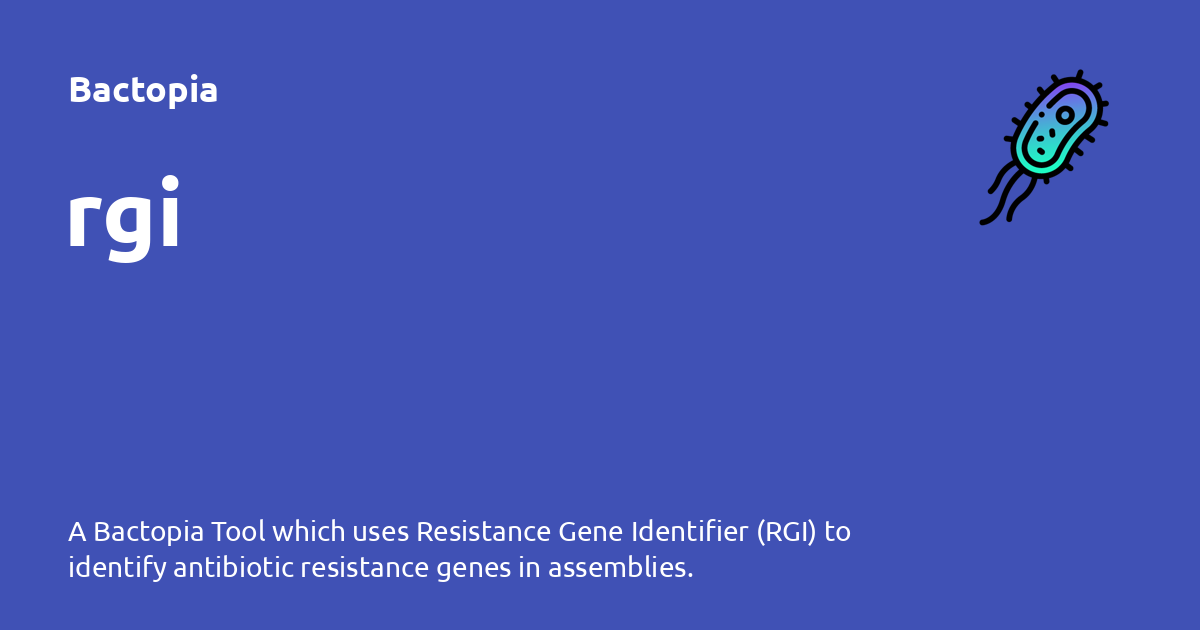 Bactopia
rgi
A Bactopia Tool which uses Resistance Gene Identifier (RGI) to
identify antibiotic resistance genes in assemblies.